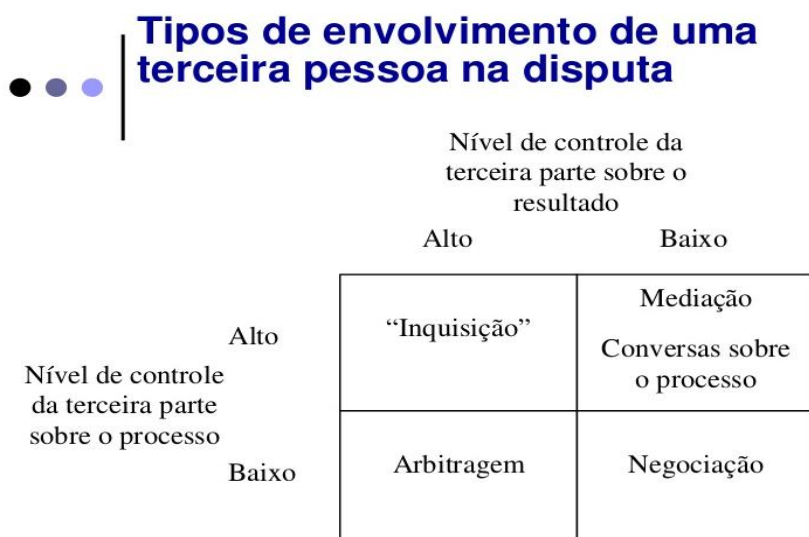 Tipos de envolvimento de uma
terceira pessoa na disputa
Nível de controle da
terceira parte sobre o
resultado
Alto Baixo
Alto “Inquisição” Mediação
Conversas sobre
o processo
Nível de controle
da terceira parte
sobre o processo
Baixo Arbitragem Negociação